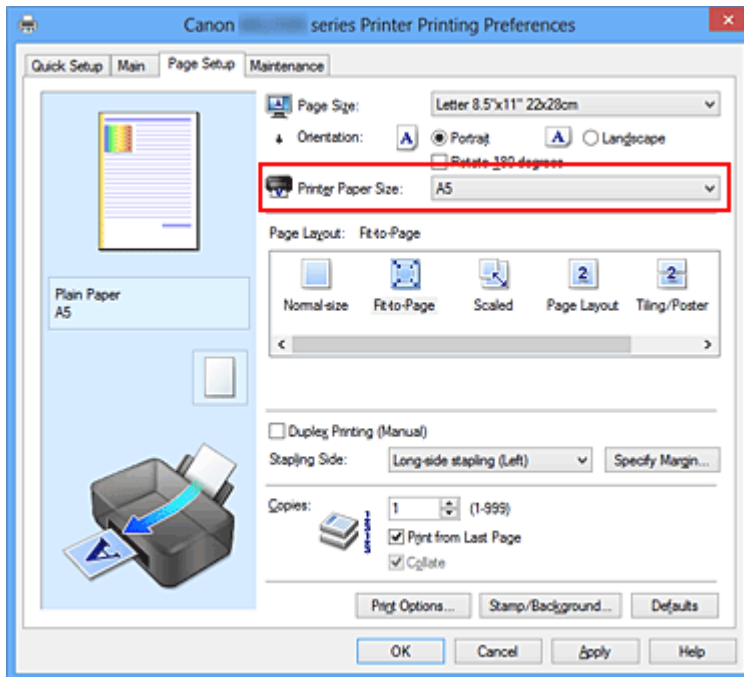 Canon series Printer Printing Preferences
Quick Setup Main Page Setup Maintenance
Page Size: Letter 8.5"x11" 22x28cm
Orientation: A Portrait A Landscape
Rotate 180 degrees
Printer Paper Size: A5
Page Layout: Fit-to-Page
Normal-size Fit-to-Page Scaled Page Layout Tiling/Poster
Plain Paper
A5
Duplex Printing (Manual)
Stapling Side: Long-side stapling (Left) Specify Margin...
Copies: 1 (1-999)
Print from Last Page
Collate
Print Options... Stamp/Background... Defaults
OK Cancel Apply Help